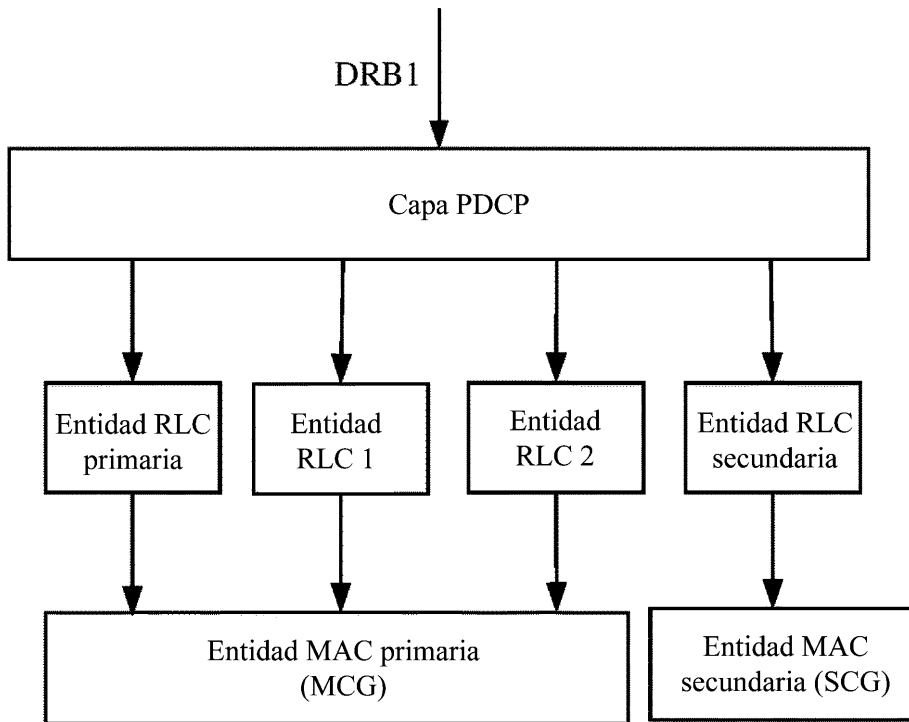 DRB1
Capa PDCP
Entidad RLC
primaria
Entidad
RLC 1
Entidad
RLC 2
Entidad RLC
secundaria
Entidad MAC primaria
(MCG)
Entidad MAC
secundaria (SCG)